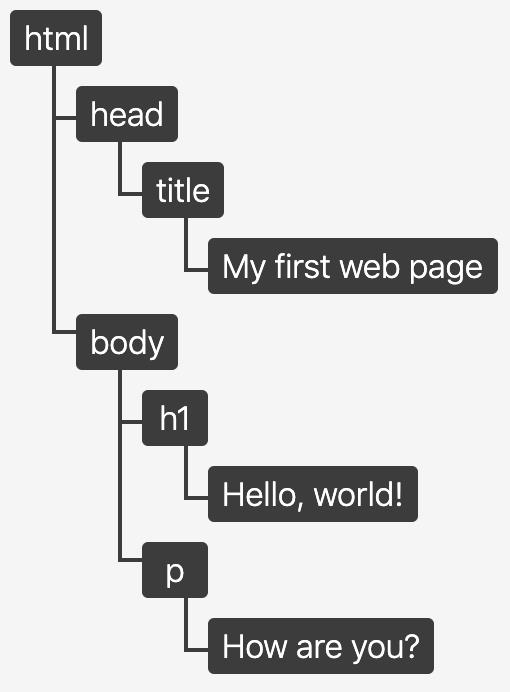 html
head
title
My first web page
body
h1
Hello, world!
p
How are you?